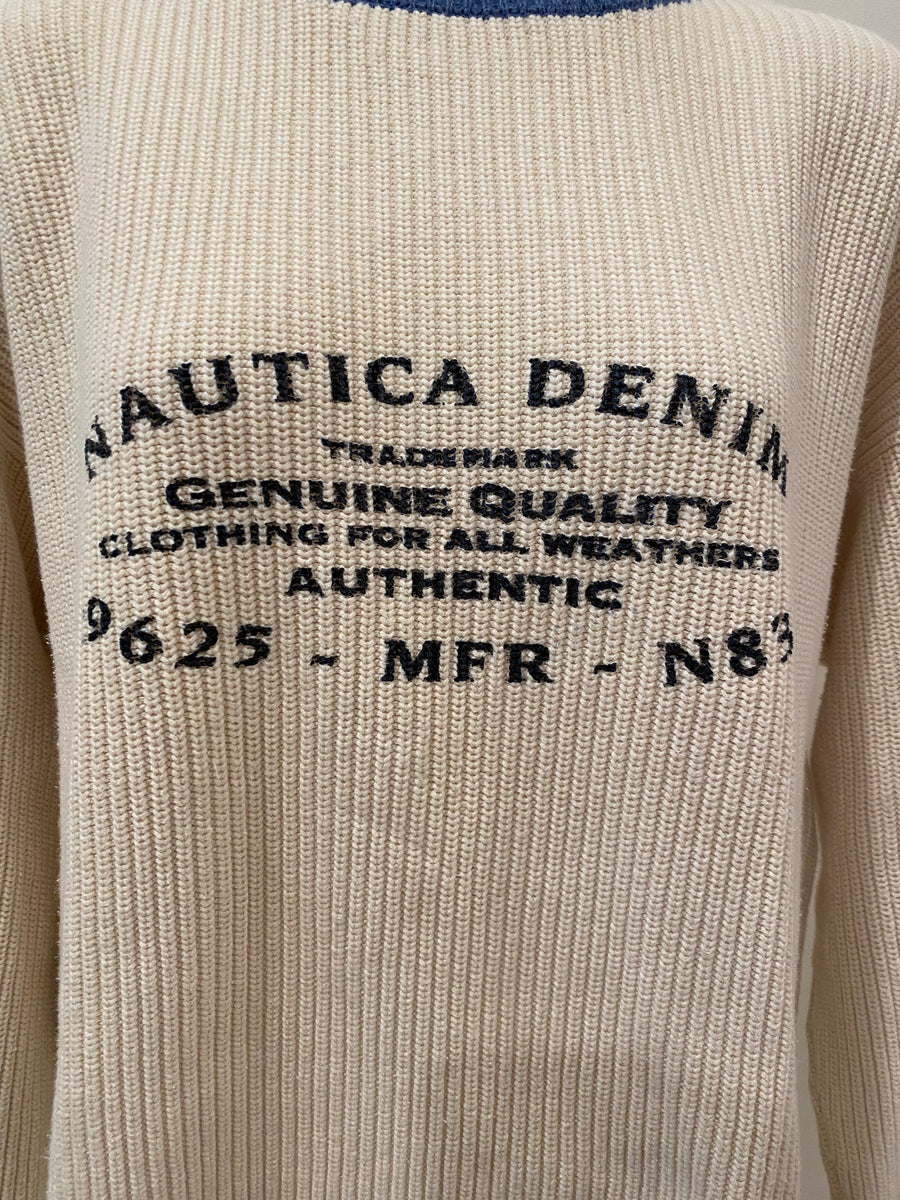 NAUTICA DENIM
TRADEMARK
GENUINE QUALITY
CLOTHING FOR ALL WEATHERS
AUTHENTIC
9625 - MFR - N83